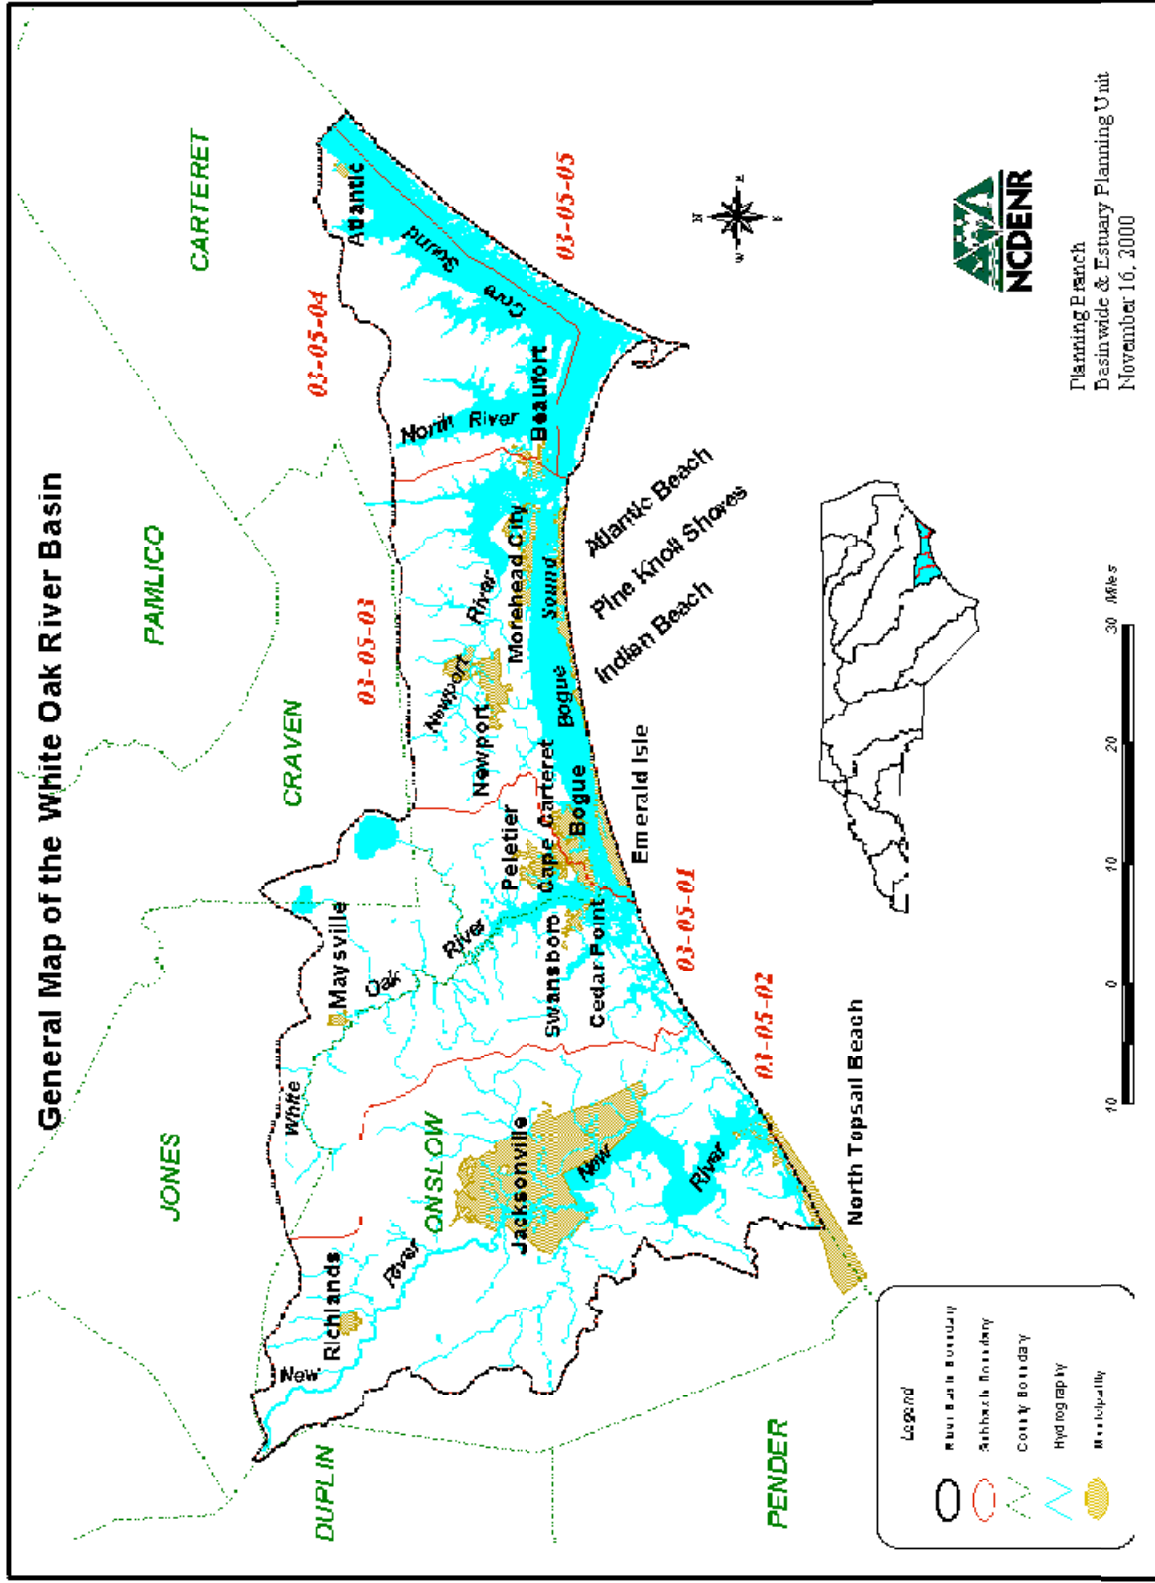 General Map of the White Oak River Basin
CARTERET
PAMLICO
CRAVEN
JONES
ONSLOW
DUPLIN
PENDER
03-05-04
03-05-03
03-05-05
03-05-01
03-05-02
Atlantic
Core Sound
North River
Beaufort
Morehead City
Newport River
Newport
Bogue Sound
Atlantic Beach
Pine Knoll Shores
Indian Beach
Emerald Isle
Peletier
Cape Carteret
Bogue
Cedar Point
Swansboro
Maysville
White Oak River
Richlands
New River
Jacksonville
New River
North Topsail Beach
N
W
E
S
NCDENR
Planning Branch
Basinwide & Estuary Planning Unit
November 16, 2000
10 0 10 20 30 Miles
Legend
River Basin Boundary
Subbasin Boundary
County Boundary
Hydrography
Municipality